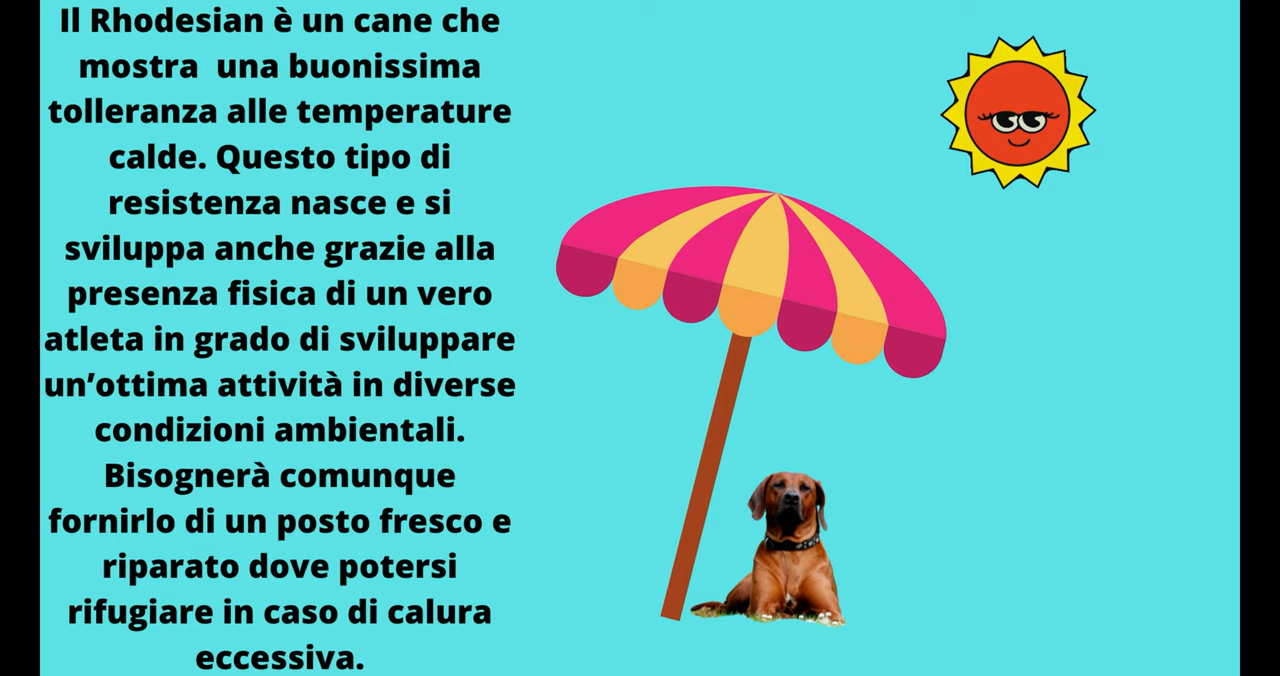 Il Rhodesian è un cane che
mostra  una buonissima
tolleranza alle temperature
calde. Questo tipo di
resistenza nasce e si
sviluppa anche grazie alla
presenza fisica di un vero
atleta in grado di sviluppare
un’ottima attività in diverse
condizioni ambientali.
Bisognerà comunque
fornirlo di un posto fresco e
riparato dove potersi
rifugiare in caso di calura
eccessiva.